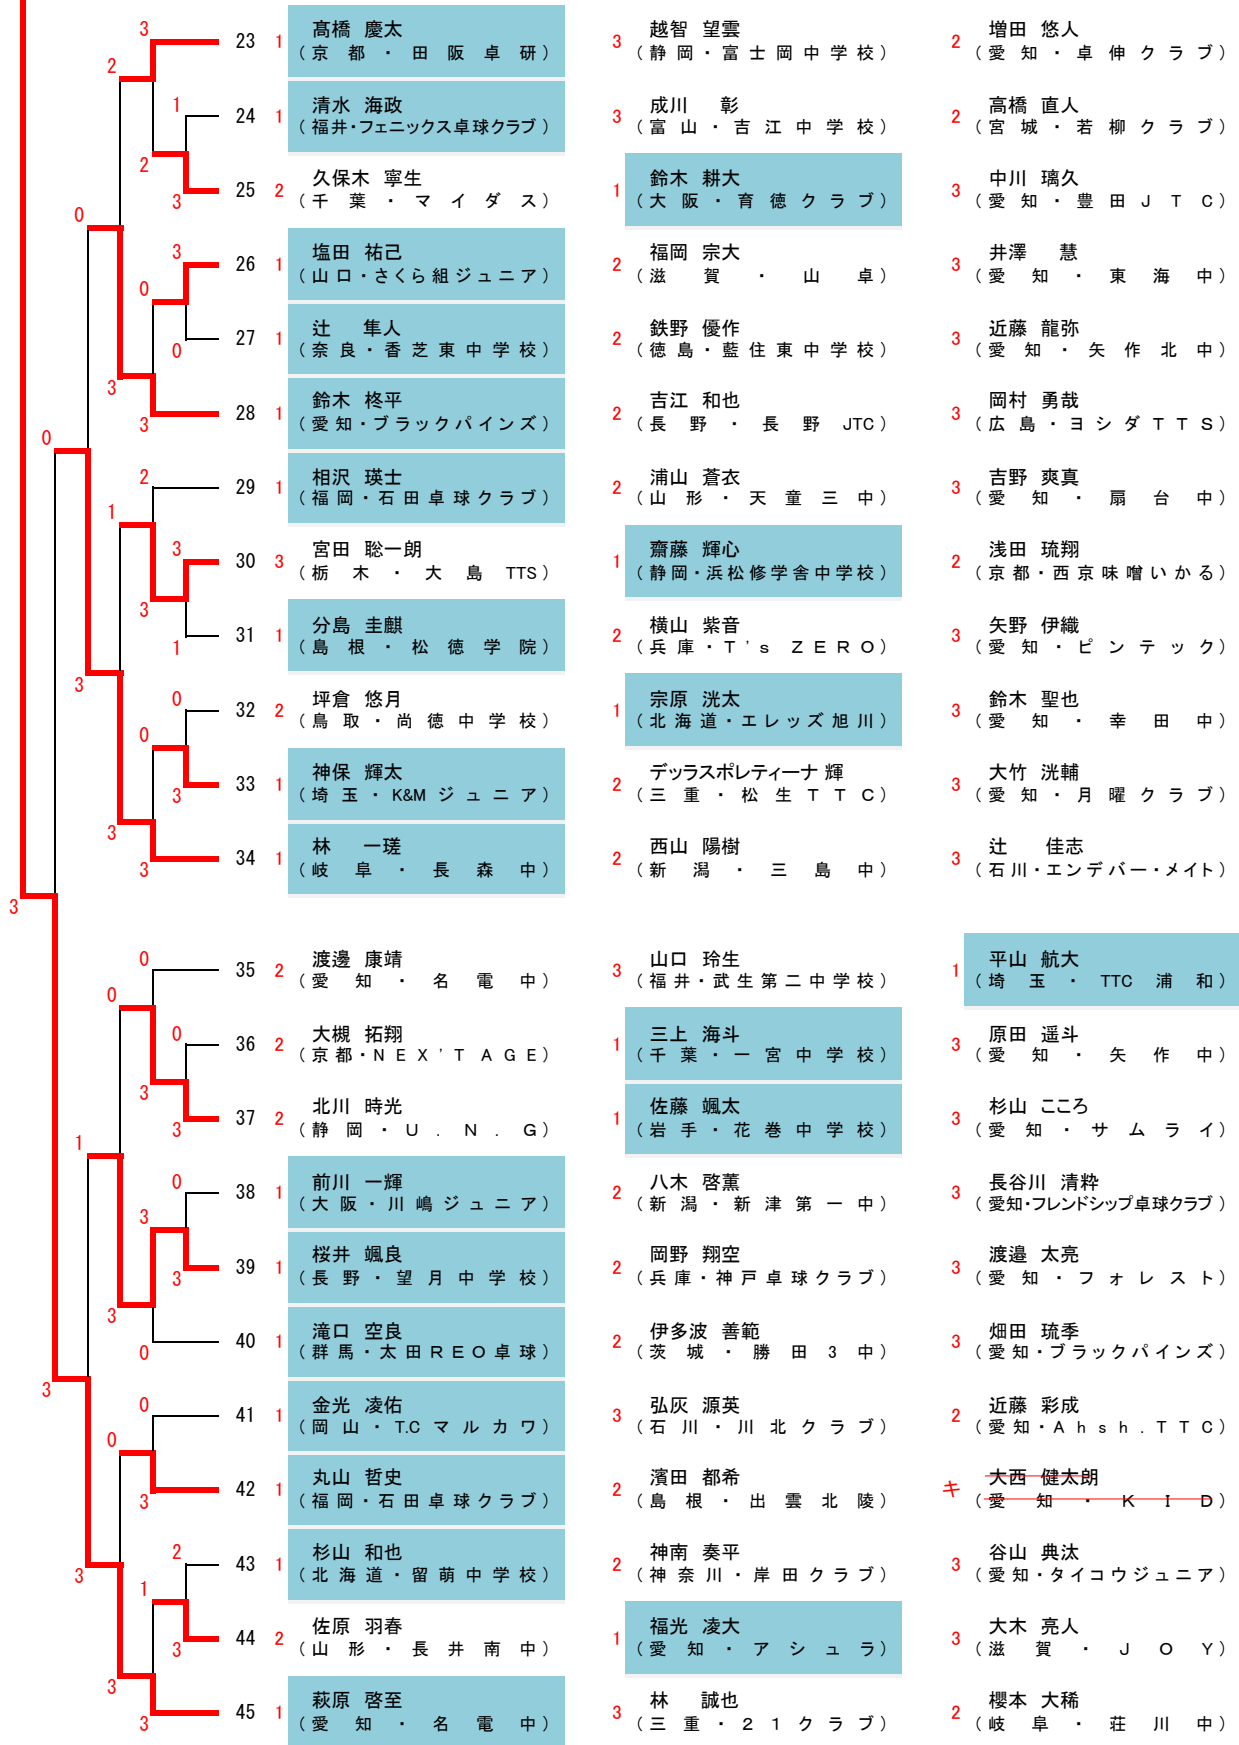 3 23 1 髙橋 慶太 3 越智 望雲 2 増田 悠人
(京都・田阪卓研) (静岡・富士岡中学校) (愛知・卓伸クラブ)
2
1 24 1 清水 海政 3 成川 彰 2 高橋 直人
(福井・フェニックス卓球クラブ) (富山・吉江中学校) (宮城・若柳クラブ)
2
3 25 2 久保木 寧生 1 鈴木 耕大 3 中川 璃久
(千葉・マイダス) (大阪・育徳クラブ) (愛知・豊田JTC)
0
3 26 1 塩田 祐己 2 福岡 宗大 3 井澤 慧
(山口・さくら組ジュニア) (滋賀・山卓) (愛知・東海中)
0
0 27 1 辻 隼人 2 鉄野 優作 3 近藤 龍弥
(奈良・香芝東中学校) (徳島・藍住東中学校) (愛知・矢作北中)
3
3 28 1 鈴木 柊平 2 吉江 和也 3 岡村 勇哉
(愛知・ブラックパインズ) (長野・長野JTC) (広島・ヨシダTTS)
0
2 29 1 相沢 瑛士 2 浦山 蒼衣 3 吉野 爽真
(福岡・石田卓球クラブ) (山形・天童三中) (愛知・扇台中)
1
3 30 3 宮田 聡一朗 1 齋藤 輝心 2 浅田 琉翔
(栃木・大島TTS) (静岡・浜松修学舎中学校) (京都・西京味噌いかる)
3
1 31 1 分島 圭麒 2 横山 紫音 3 矢野 伊織
(島根・松徳学院) (兵庫・T's ZERO) (愛知・ピンテック)
3
0 32 2 坪倉 悠月 1 宗原 洸太 3 鈴木 聖也
(鳥取・尚徳中学校) (北海道・エレッズ旭川) (愛知・幸田中)
0
3 33 1 神保 輝太 2 デッラスポレティーナ 輝 3 大竹 洸輔
(埼玉・K&Mジュニア) (三重・松生TTC) (愛知・月曜クラブ)
3
3 34 1 林 一瑳 2 西山 陽樹 3 辻 佳志
(岐阜・長森中) (新潟・三島中) (石川・エンデバー・メイト)
3
0 35 2 渡邊 康靖 3 山口 玲生 1 平山 航大
(愛知・名電中) (福井・武生第二中学校) (埼玉・TTC浦和)
0
0 36 2 大槻 拓翔 1 三上 海斗 3 原田 遥斗
(京都・NEX'TAGE) (千葉・一宮中学校) (愛知・矢作中)
3
3 37 2 北川 時光 1 佐藤 颯太 3 杉山 こころ
(静岡・U.N.G) (岩手・花巻中学校) (愛知・サムライ)
1
0 38 1 前川 一輝 2 八木 啓薫 3 長谷川 清粋
(大阪・川嶋ジュニア) (新潟・新津第一中) (愛知・フレンドシップ卓球クラブ)
3
3 39 1 桜井 颯良 2 岡野 翔空 3 渡邉 太亮
(長野・望月中学校) (兵庫・神戸卓球クラブ) (愛知・フォレスト)
3
0 40 1 滝口 空良 2 伊多波 善範 3 畑田 琉季
(群馬・太田REO卓球) (茨城・勝田3中) (愛知・ブラックパインズ)
3
0 41 1 金光 凌佑 3 弘灰 源英 2 近藤 彩成
(岡山・T.Cマルカワ) (石川・川北クラブ) (愛知・Ahsh.TTC)
0
3 42 1 丸山 哲史 2 濱田 都希 キ 大西 健太朗
(福岡・石田卓球クラブ) (島根・出雲北陵) (愛知・KID)
3
2 43 1 杉山 和也 2 神南 奏平 3 谷山 典汰
(北海道・留萌中学校) (神奈川・岸田クラブ) (愛知・タイコウジュニア)
1
3 44 2 佐原 羽春 1 福光 凌大 3 大木 亮人
(山形・長井南中) (愛知・アシュラ) (滋賀・JOY)
3
3 45 1 萩原 啓至 3 林 誠也 2 櫻本 大稀
(愛知・名電中) (三重・21クラブ) (岐阜・荘川中)